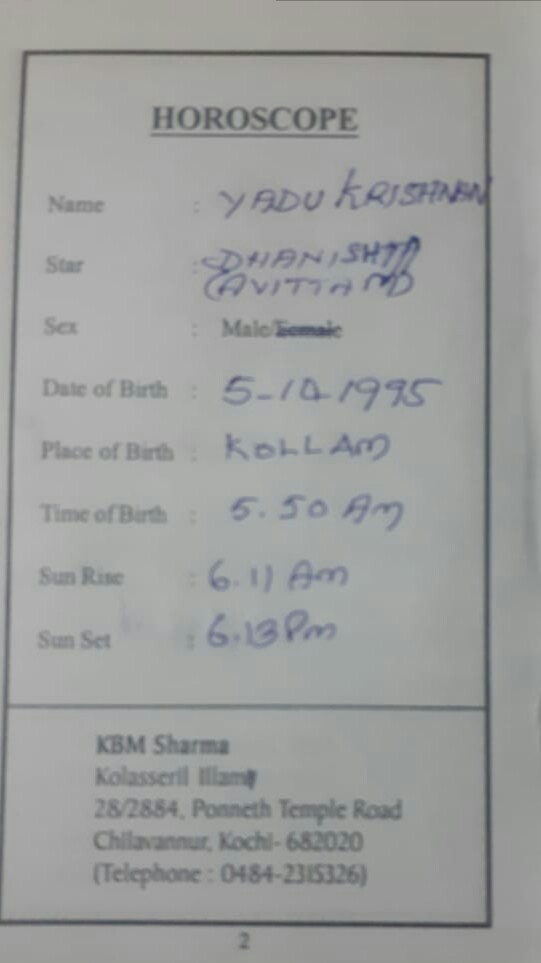 HOROSCOPE
Name : YADU KRISHNAN
Star : DHANISHTA
(AVITTAM)
Sex : Male/Female
Date of Birth : 5-10-1995
Place of Birth : KOLLAM
Time of Birth : 5.50 Am
Sun Rise : 6.11 Am
Sun Set : 6.13 Pm
KBM Sharma
Kolasseril Illam
28/2884, Ponneth Temple Road
Chilavannur, Kochi- 682020
(Telephone : 0484-2315326)
2